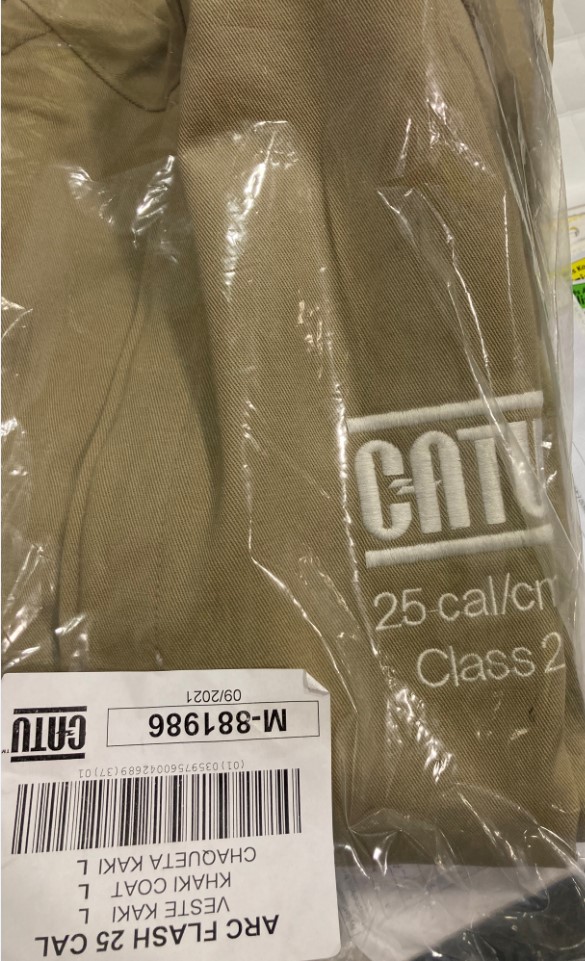 CATU
25 cal/cm
Class 2
ARC FLASH 25 CAL
VESTE KAKI L
KHAKI COAT L
CHAQUETA KAKI L
(01)03597560042689(37)01
M-881986
CATU™
09/2021